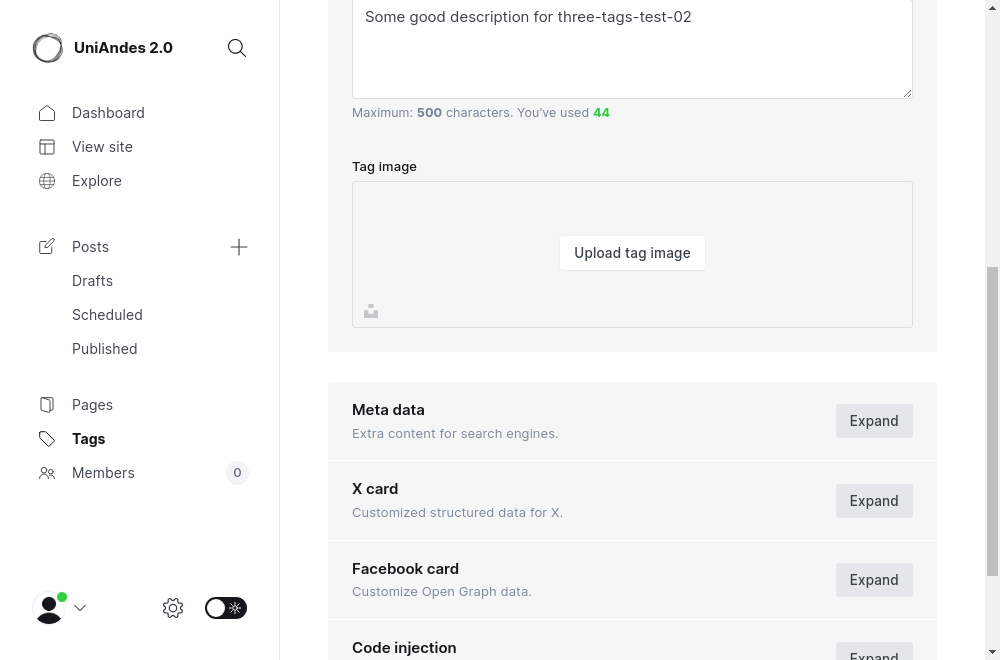 UniAndes 2.0
Dashboard
View site
Explore
Posts
Drafts
Scheduled
Published
Pages
Tags
Members
0
Some good description for three-tags-test-02
Maximum: 500 characters. You’ve used 44
Tag image
Upload tag image
Meta data
Extra content for search engines.
Expand
X card
Customized structured data for X.
Expand
Facebook card
Customize Open Graph data.
Expand
Code injection
Expand